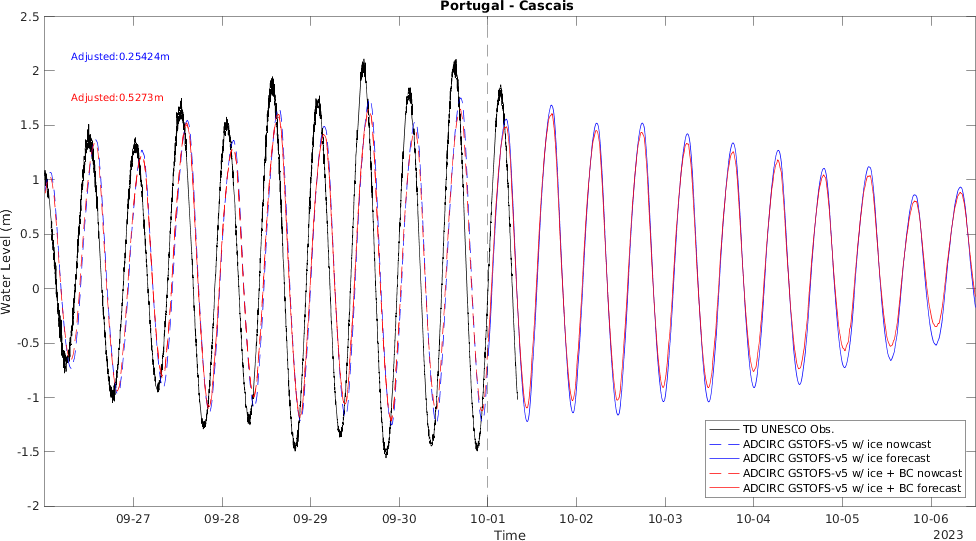 Portugal - Cascais
2.5
2
1.5
1
0.5
0
-0.5
-1
-1.5
-2
Water Level (m)
Adjusted:0.25424m
Adjusted:0.5273m
TD UNESCO Obs.
ADCIRC GSTOFS-v5 w/ ice nowcast
ADCIRC GSTOFS-v5 w/ ice forecast
ADCIRC GSTOFS-v5 w/ ice + BC nowcast
ADCIRC GSTOFS-v5 w/ ice + BC forecast
09-27 09-28 09-29 09-30 10-01 10-02 10-03 10-04 10-05 10-06
Time
2023